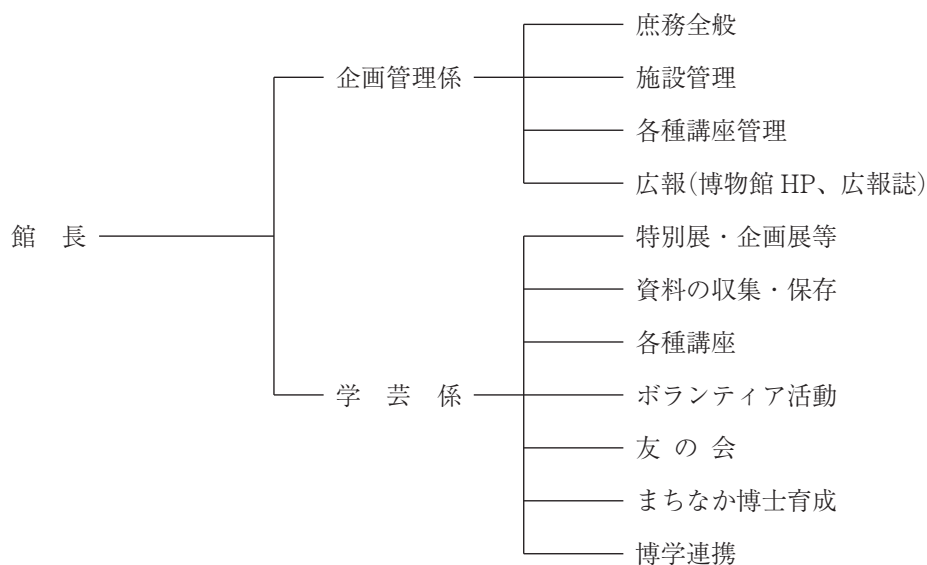 庶務全般
企画管理係
施設管理
各種講座管理
広報(博物館 HP、広報誌)
館　長
特別展・企画展等
資料の収集・保存
各種講座
学　芸　係
ボランティア活動
友 の 会
まちなか博士育成
博学連携